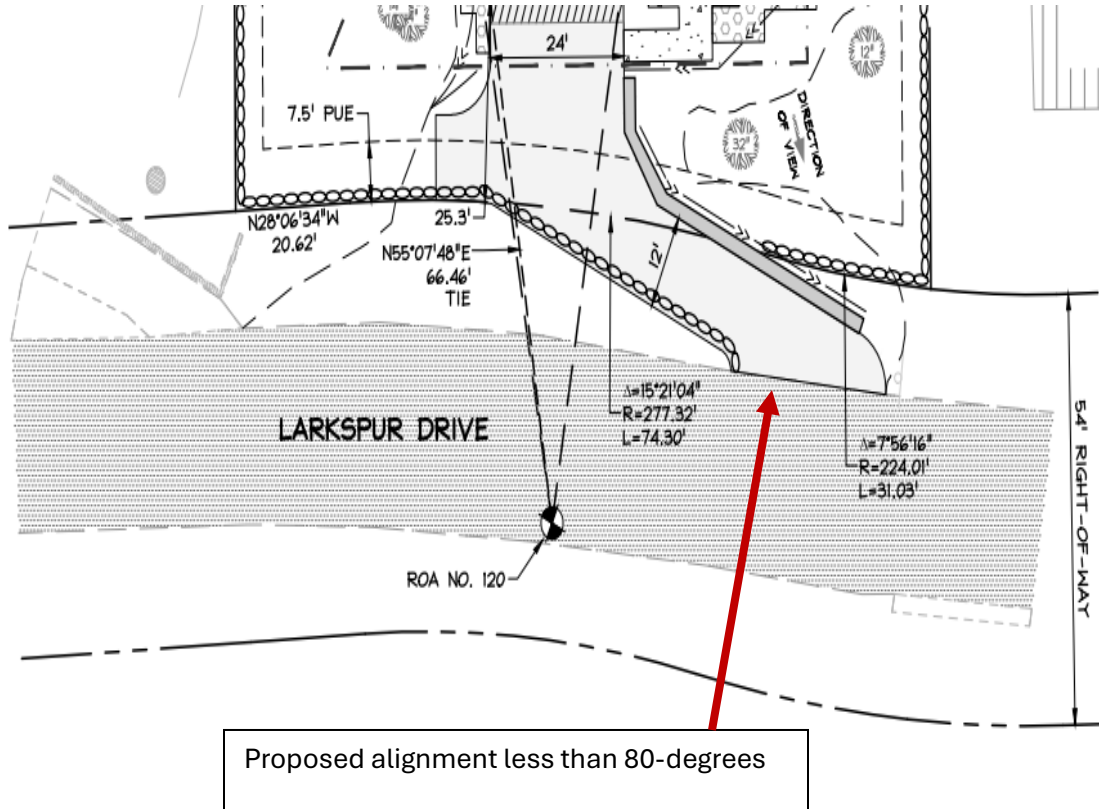 24'
12"
7.5' PUE
DIRECTION
OF VIEW
32"
N28°06'34"W
20.62'
25.3'
N55°07'48"E
66.46'
TIE
12'
LARKSPUR DRIVE
Δ=15°21'04"
R=277.32'
L=74.30'
Δ=7°56'16"
R=224.01'
L=31.03'
54' RIGHT-OF-WAY
ROA NO. 120
Proposed alignment less than 80-degrees